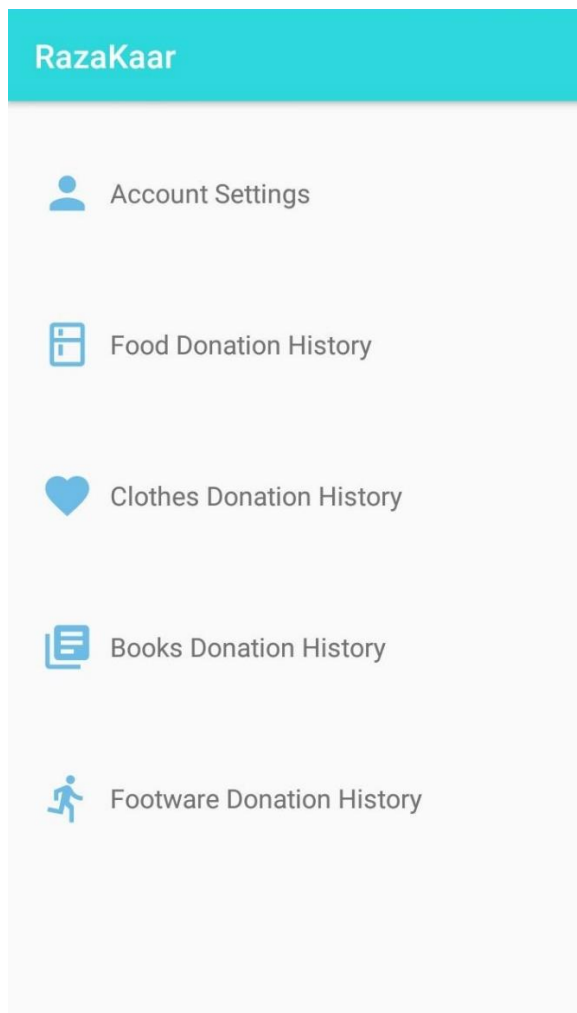 RazaKaar
Account Settings
Food Donation History
Clothes Donation History
Books Donation History
Footware Donation History